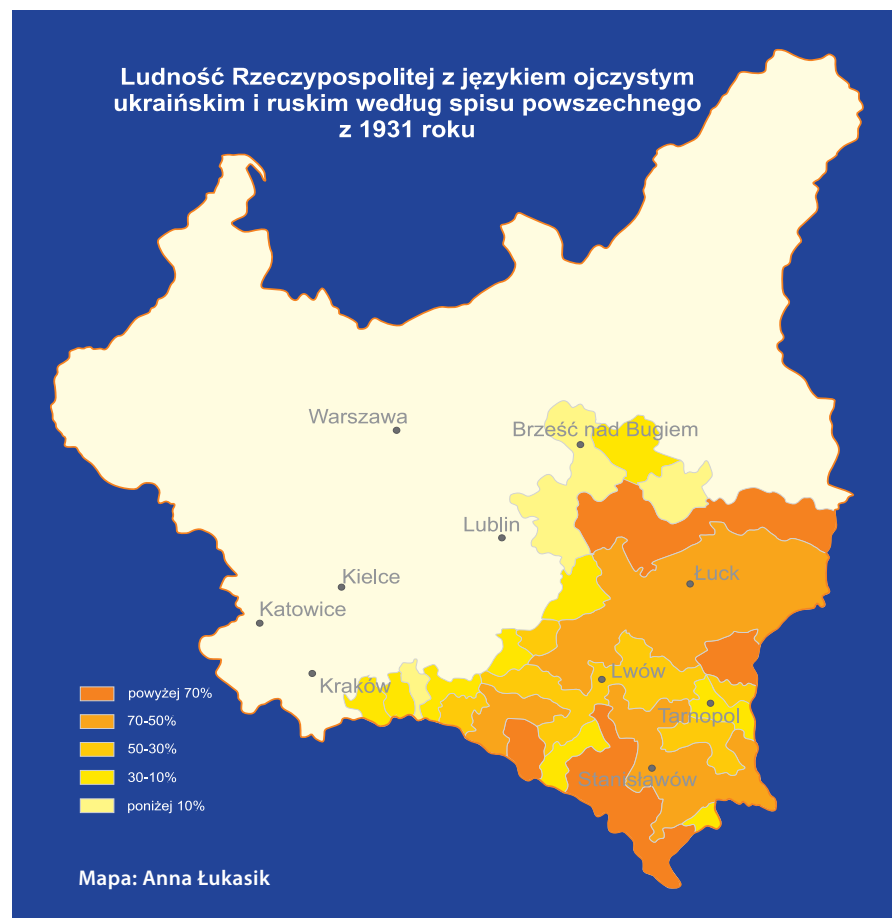 Ludność Rzeczypospolitej z językiem ojczystym
ukraińskim i ruskim według spisu powszechnego
z 1931 roku
Warszawa
Brześć nad Bugiem
Lublin
Kielce
Łuck
Katowice
Kraków
Lwów
Tarnopol
Stanisławów
powyżej 70%
70-50%
50-30%
30-10%
poniżej 10%
Mapa: Anna Łukasik